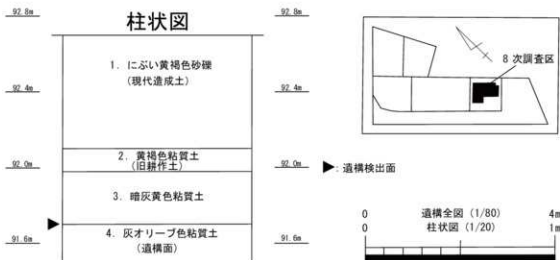 柱状図
92.8m
92.8m
1. にぶい黄褐色砂礫
(現代造成土)
8次調査区
92.4m
92.4m
2. 黄褐色粘質土
(旧耕作土)
92.0m
92.0m
▶: 遺構検出面
3. 暗灰黄色粘質土
4. 灰オリーブ色粘質土
(遺構面)
91.6m
91.6m
0 遺構全図 (1/80) 4m
0 柱状図 (1/20) 1m